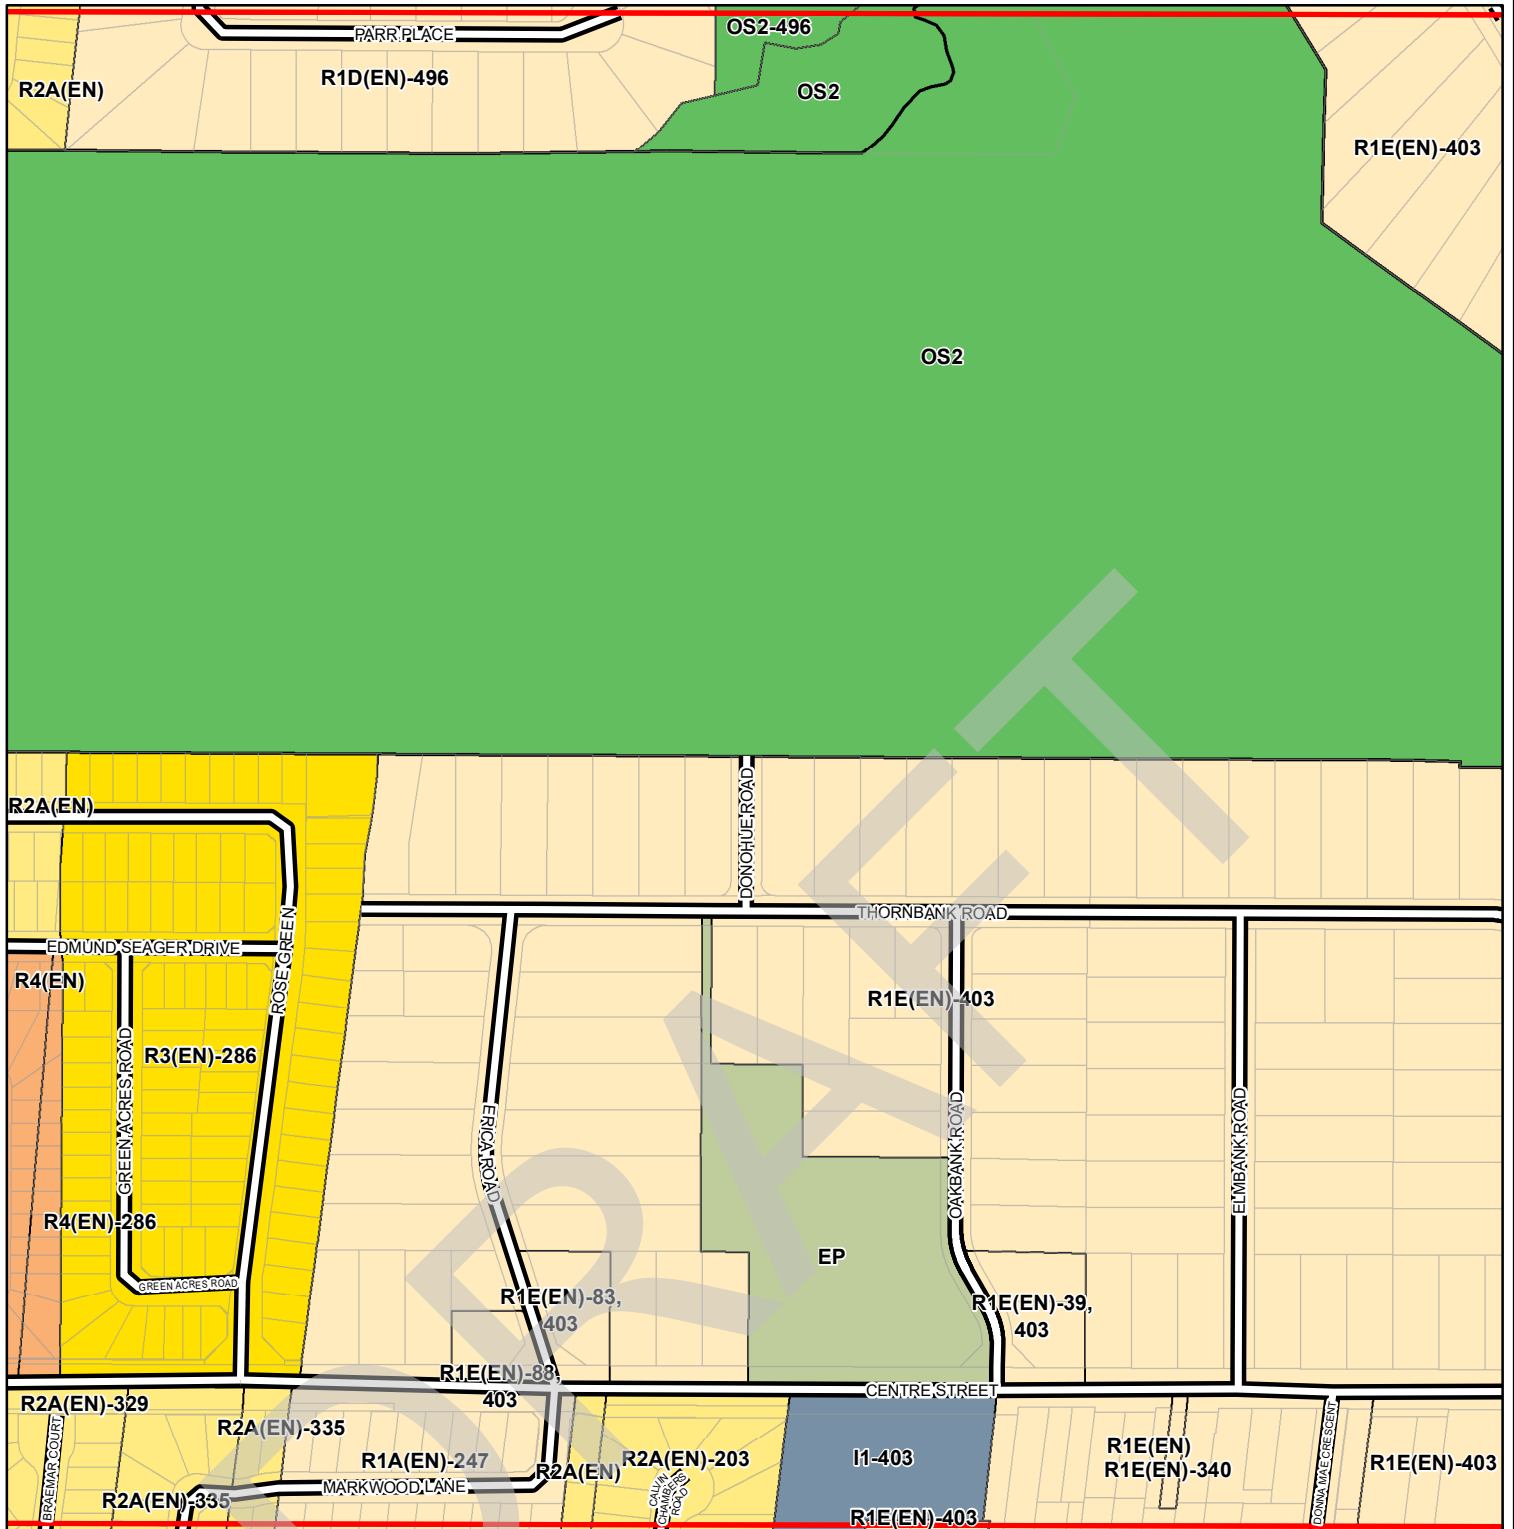 OS2-496
PARR PLACE
R1D(EN)-496
R2A(EN)
OS2
R1E(EN)-403
OS2
R2A(EN)
DONOHUE ROAD
THORNBANK ROAD
EDMUND SEAGER DRIVE
ROSE GREEN
R4(EN)
R1E(EN)-403
R3(EN)-286
GREEN ACRES ROAD
ERICA ROAD
OAKBANK ROAD
ELMBANK ROAD
R4(EN)-286
EP
GREEN ACRES ROAD
R1E(EN)-83,
403
R1E(EN)-39,
403
R1E(EN)-88,
403
CENTRE STREET
R2A(EN)-329
R2A(EN)-335
BRAEMAR COURT
R1A(EN)-247
R2A(EN)
R2A(EN)-203
I1-403
R1E(EN)
R1E(EN)-340
R1E(EN)-403
DONNA MAE CRESCENT
MARKWOOD LANE
CALVIN
CHAMBERS
ROAD
R2A(EN)-335
R1E(EN)-403
DRAFT